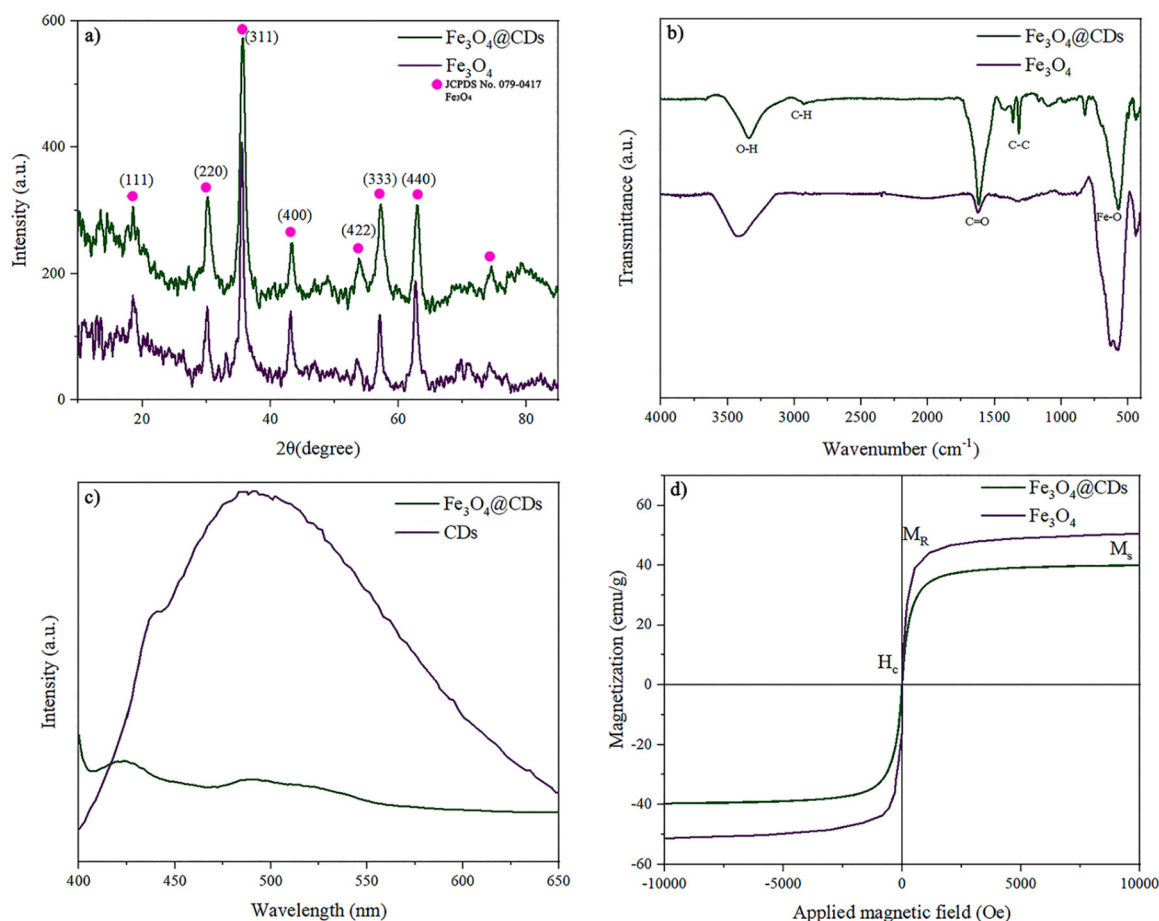 a)
Fe₃O₄@CDs
Fe₃O₄
JCPDS No. 079-0417
Fe₃O₄
(111)
(220)
(311)
(400)
(422)
(333)
(440)
600
400
200
0
20
40
60
80
Intensity (a.u.)
2θ(degree)
b)
Fe₃O₄@CDs
Fe₃O₄
O-H
C-H
C=O
C-C
Fe-O
4000
3500
3000
2500
2000
1500
1000
500
Transmittance (a.u.)
Wavenumber (cm⁻¹)
c)
Fe₃O₄@CDs
CDs
400
450
500
550
600
650
Intensity (a.u.)
Wavelength (nm)
d)
Fe₃O₄@CDs
Fe₃O₄
M_R
M_s
H_c
60
40
20
0
-20
-40
-60
-10000
-5000
0
5000
10000
Magnetization (emu/g)
Applied magnetic field (Oe)